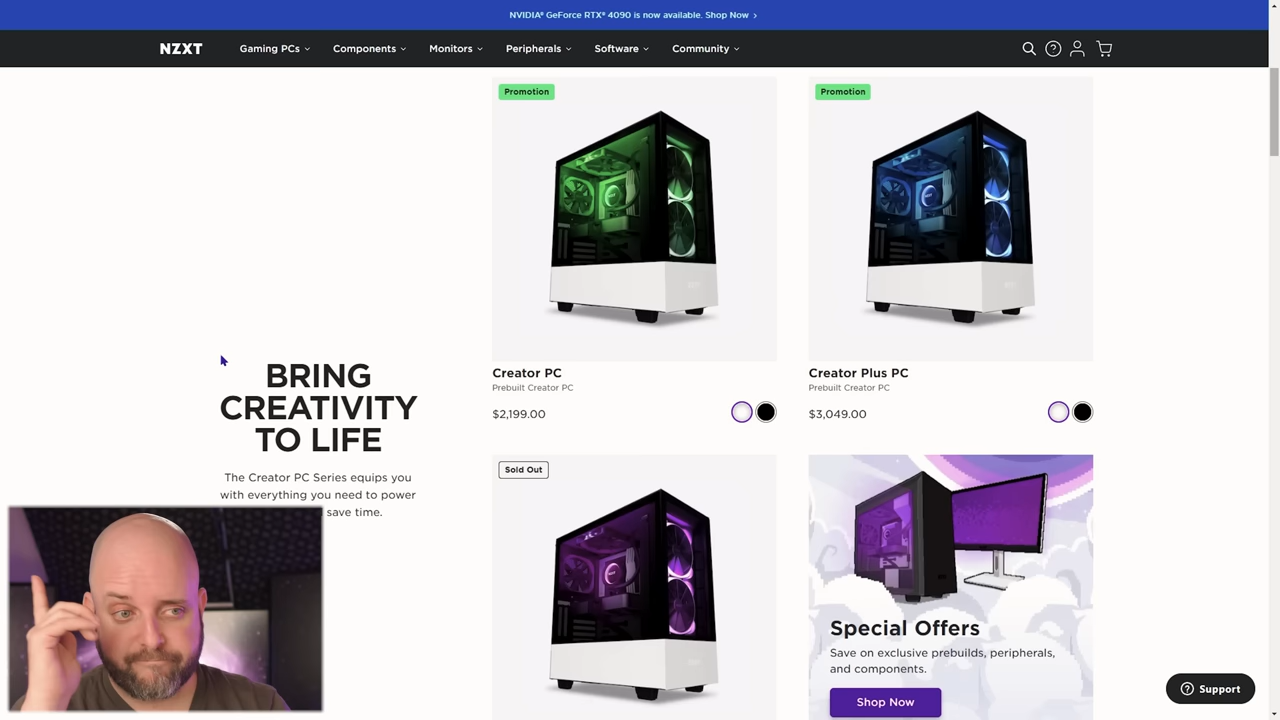 NVIDIA® GeForce RTX® 4090 is now available. Shop Now ›
NZXT
Gaming PCs
Components
Monitors
Peripherals
Software
Community
Promotion
Promotion
BRING
CREATIVITY
TO LIFE
The Creator PC Series equips you
with everything you need to power
save time.
Creator PC
Prebuilt Creator PC
$2,199.00
Creator Plus PC
Prebuilt Creator PC
$3,049.00
Sold Out
Special Offers
Save on exclusive prebuilds, peripherals,
and components.
Shop Now
Support